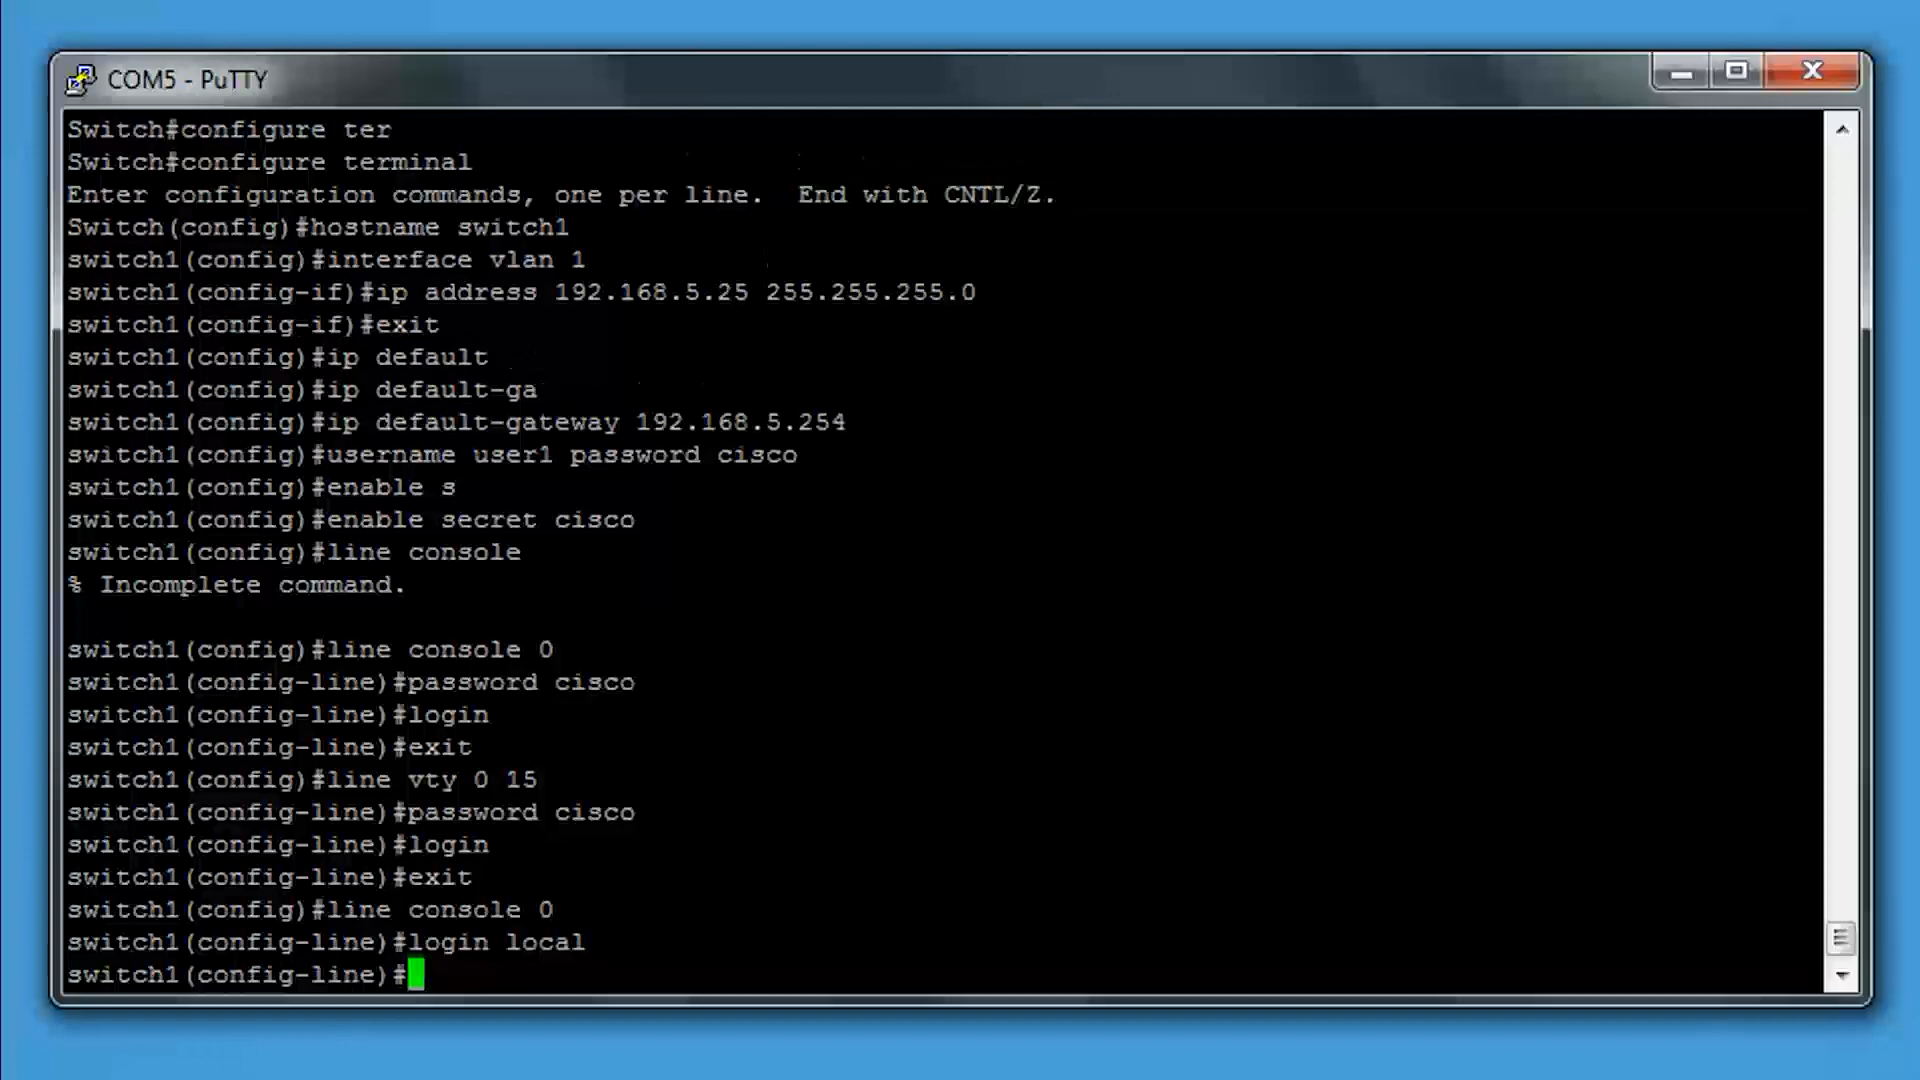 COM5 - PuTTY
Switch#configure ter
Switch#configure terminal
Enter configuration commands, one per line.  End with CNTL/Z.
Switch(config)#hostname switch1
switch1(config)#interface vlan 1
switch1(config-if)#ip address 192.168.5.25 255.255.255.0
switch1(config-if)#exit
switch1(config)#ip default
switch1(config)#ip default-ga
switch1(config)#ip default-gateway 192.168.5.254
switch1(config)#username user1 password cisco
switch1(config)#enable s
switch1(config)#enable secret cisco
switch1(config)#line console
% Incomplete command.
switch1(config)#line console 0
switch1(config-line)#password cisco
switch1(config-line)#login
switch1(config-line)#exit
switch1(config)#line vty 0 15
switch1(config-line)#password cisco
switch1(config-line)#login
switch1(config-line)#exit
switch1(config)#line console 0
switch1(config-line)#login local
switch1(config-line)#